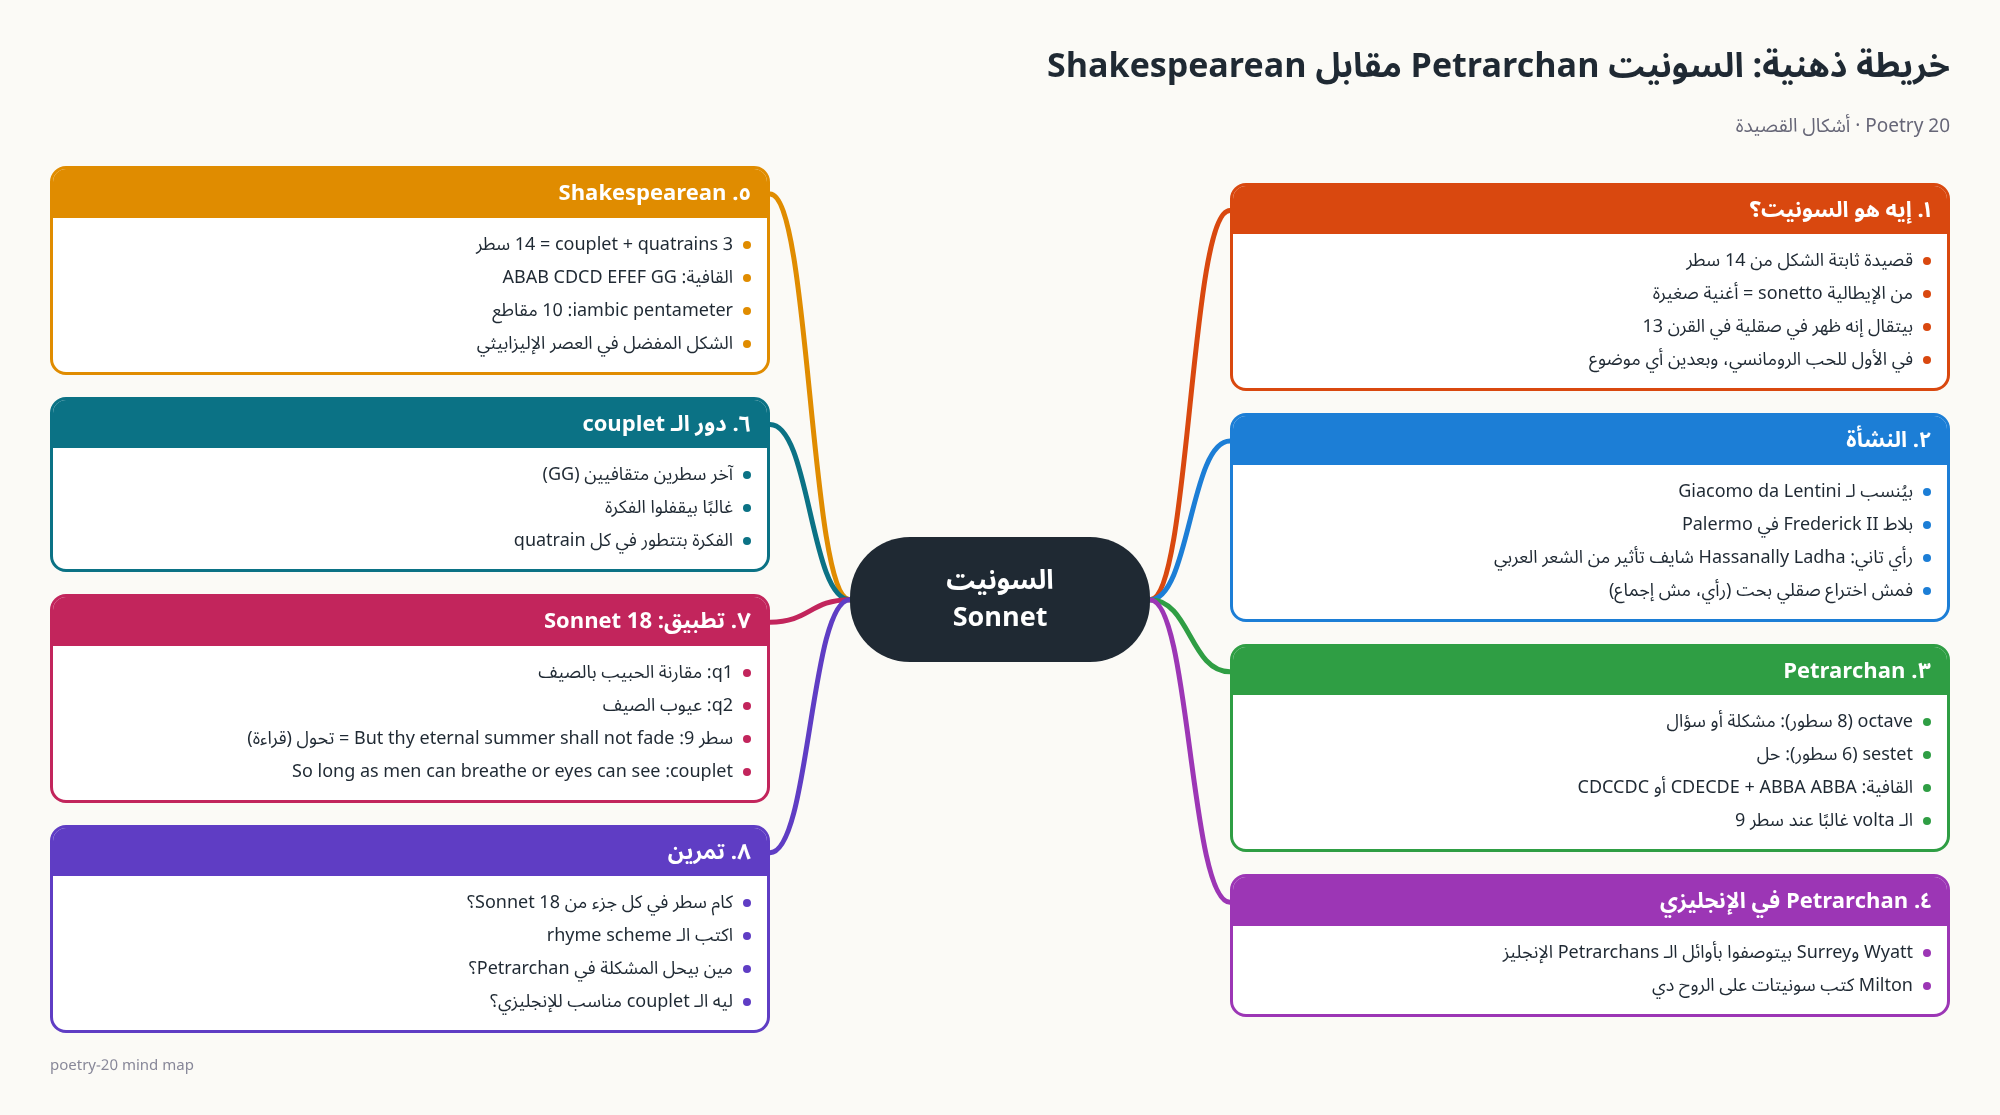 خريطة ذهنية: السونيت Petrarchan مقابل Shakespearean
Poetry 20 · أشكال القصيدة
١. إيه هو السونيت؟
قصيدة ثابتة الشكل من 14 سطر
من الإيطالية sonetto = أغنية صغيرة
بيتقال إنه ظهر في صقلية في القرن 13
في الأول للحب الرومانسي، وبعدين أي موضوع
٢. النشأة
بيُنسب لـ Giacomo da Lentini
بلاط Frederick II في Palermo
رأي تاني: Hassanally Ladha شايف تأثير من الشعر العربي
فمش اختراع صقلي بحت (رأي، مش إجماع)
٣. Petrarchan
octave (8 سطور): مشكلة أو سؤال
sestet (6 سطور): حل
القافية: CDECDE + ABBA ABBA أو CDCCDC
الـ volta غالبًا عند سطر 9
٤. Petrarchan في الإنجليزي
Wyatt وSurrey بيتوصفوا بأوائل الـ Petrarchans الإنجليز
Milton كتب سونيتات على الروح دي
السونيت
Sonnet
٥. Shakespearean
3 couplet + quatrains = 14 سطر
القافية: ABAB CDCD EFEF GG
iambic pentameter: 10 مقاطع
الشكل المفضل في العصر الإليزابيثي
٦. دور الـ couplet
آخر سطرين متقافيين (GG)
غالبًا بيقفلوا الفكرة
الفكرة بتتطور في كل quatrain
٧. تطبيق: Sonnet 18
q1: مقارنة الحبيب بالصيف
q2: عيوب الصيف
سطر 9: But thy eternal summer shall not fade = تحول (قراءة)
couplet: So long as men can breathe or eyes can see
٨. تمرين
كام سطر في كل جزء من Sonnet 18؟
اكتب الـ rhyme scheme
مين بيحل المشكلة في Petrarchan؟
ليه الـ couplet مناسب للإنجليزي؟
poetry-20 mind map